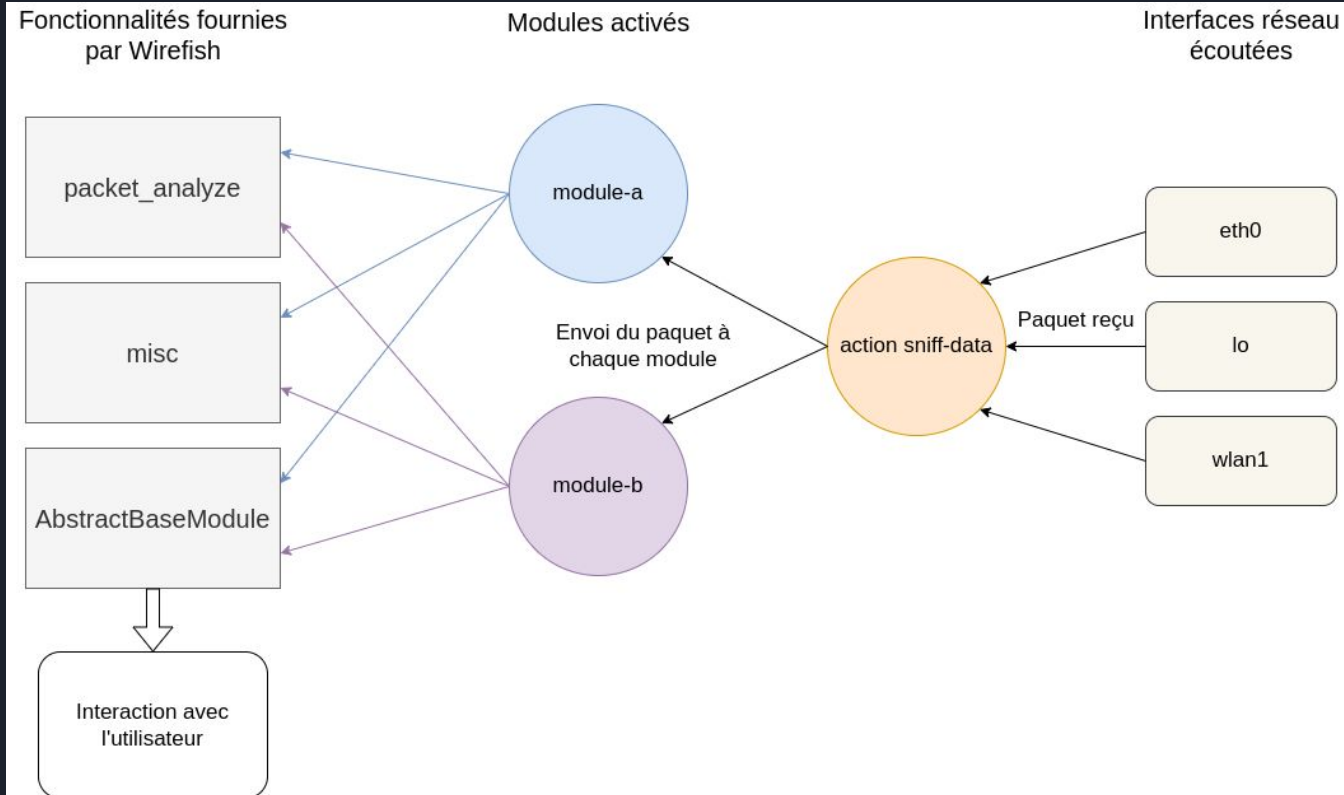 Fonctionnalités fournies
par Wirefish
Modules activés
Interfaces réseau
écoutées
packet_analyze
misc
AbstractBaseModule
Interaction avec
l'utilisateur
module-a
Envoi du paquet à
chaque module
module-b
action sniff-data
Paquet reçu
eth0
lo
wlan1